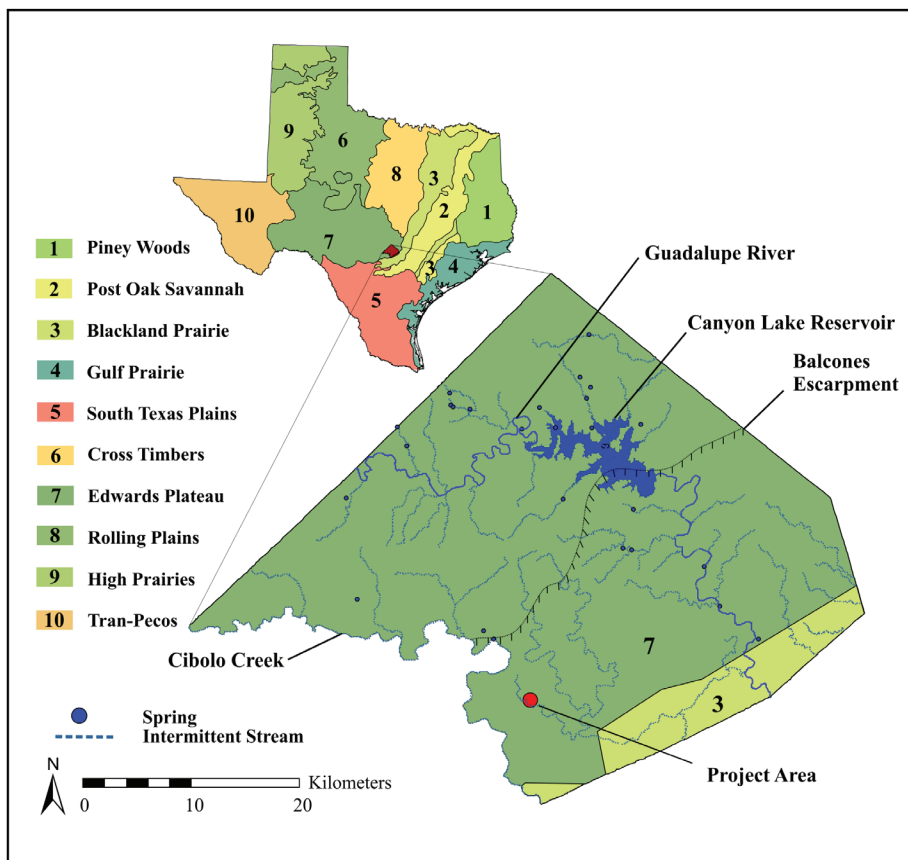 9
6
8
3
2
1
10
7
3
4
5
1 Piney Woods
2 Post Oak Savannah
3 Blackland Prairie
4 Gulf Prairie
5 South Texas Plains
6 Cross Timbers
7 Edwards Plateau
8 Rolling Plains
9 High Prairies
10 Tran-Pecos
Guadalupe River
Canyon Lake Reservoir
Balcones
Escarpment
Cibolo Creek
7
3
Project Area
Spring
Intermittent Stream
N
Kilometers
0 10 20